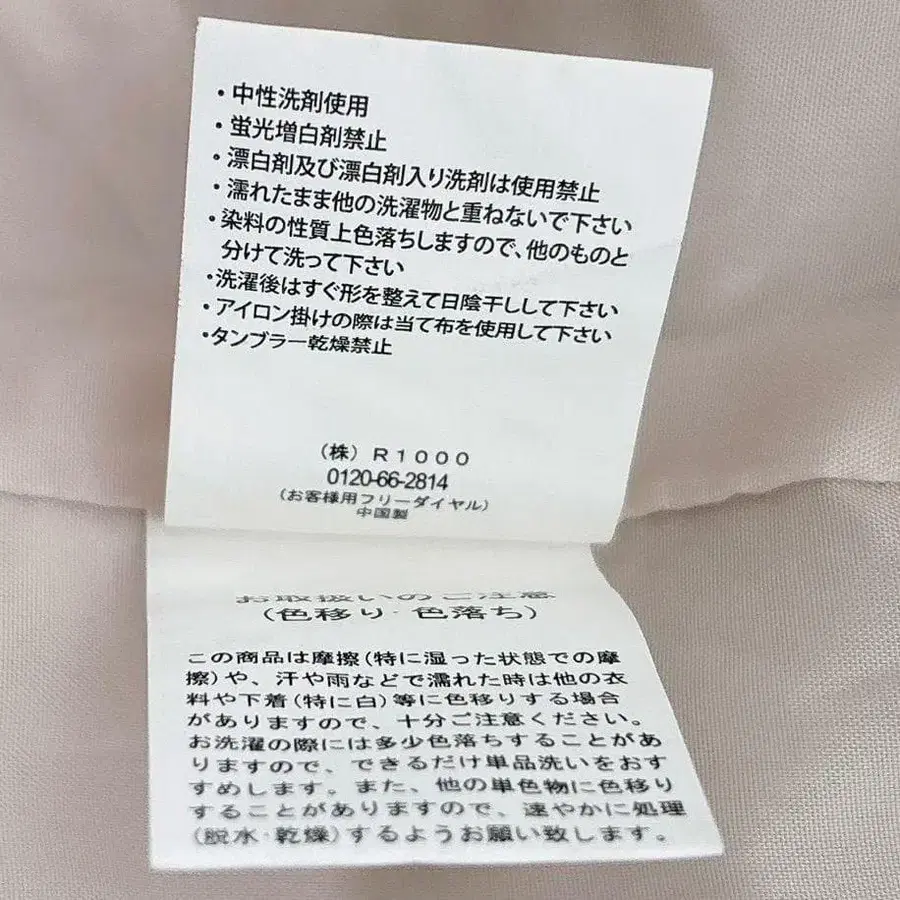 ・中性洗剤使用
・蛍光増白剤禁止
・漂白剤及び漂白剤入り洗剤は使用禁止
・濡れたまま他の洗濯物と重ねないで下さい
・染料の性質上色落ちしますので、他のものと
分けて洗って下さい
・洗濯後はすぐ形を整えて日陰干しして下さい
・アイロン掛けの際は当て布を使用して下さい
・タンブラー乾燥禁止
（株）Ｒ１０００
0120-66-2814
（お客様用フリーダイヤル）
中国製
お取扱いのご注意
(色移り・色落ち)
この商品は摩擦(特に湿った状態での摩
擦)や、汗や雨などで濡れた時は他の衣
料や下着(特に白)等に色移りする場合
がありますので、十分ご注意ください。
お洗濯の際には多少色落ちすることがあ
りますので、できるだけ単品洗いをおす
すめします。また、他の単色物に色移り
することがありますので、速やかに処理
(脱水・乾燥)するようお願い致します。